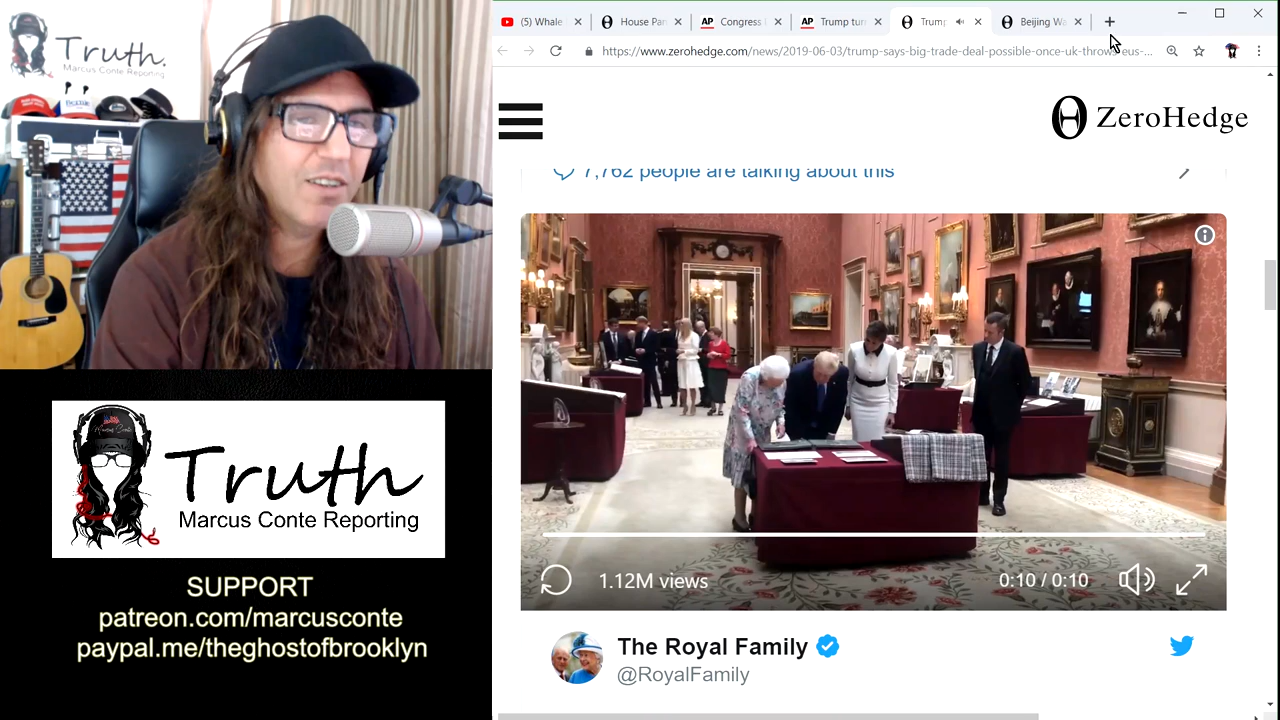 Truth.
Marcus Conte Reporting
(5) Whale
House Par
AP Congress
AP Trump tur
Trump
Beijing Wa
https://www.zerohedge.com/news/2019-06-03/trump-says-big-trade-deal-possible-once-uk-throws-eus-...
ZeroHedge
7,762 people are talking about this
1.12M views
0:10 / 0:10
The Royal Family
@RoyalFamily
Truth
Marcus Conte Reporting
SUPPORT
patreon.com/marcusconte
paypal.me/theghostofbrooklyn